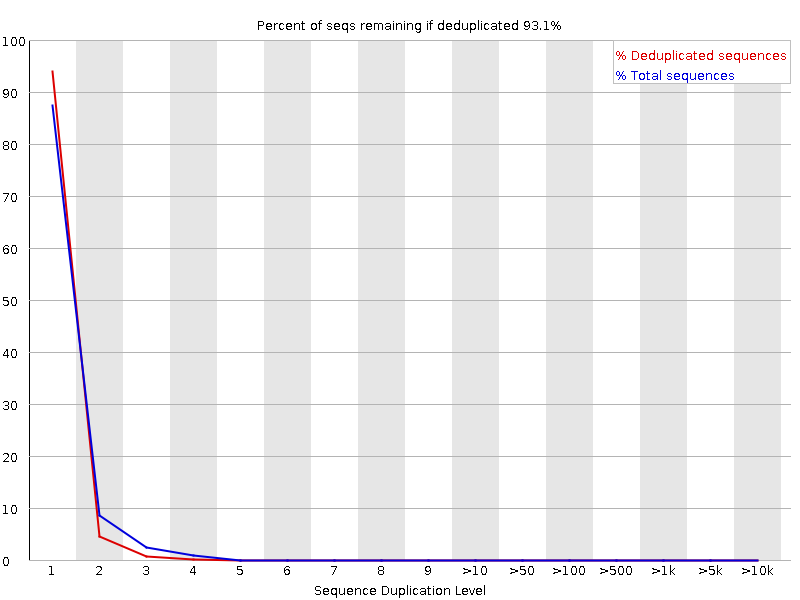 Percent of seqs remaining if deduplicated 93.1%
% Deduplicated sequences
% Total sequences
100
90
80
70
60
50
40
30
20
10
0
1 2 3 4 5 6 7 8 9 >10 >50 >100 >500 >1k >5k >10k
Sequence Duplication Level